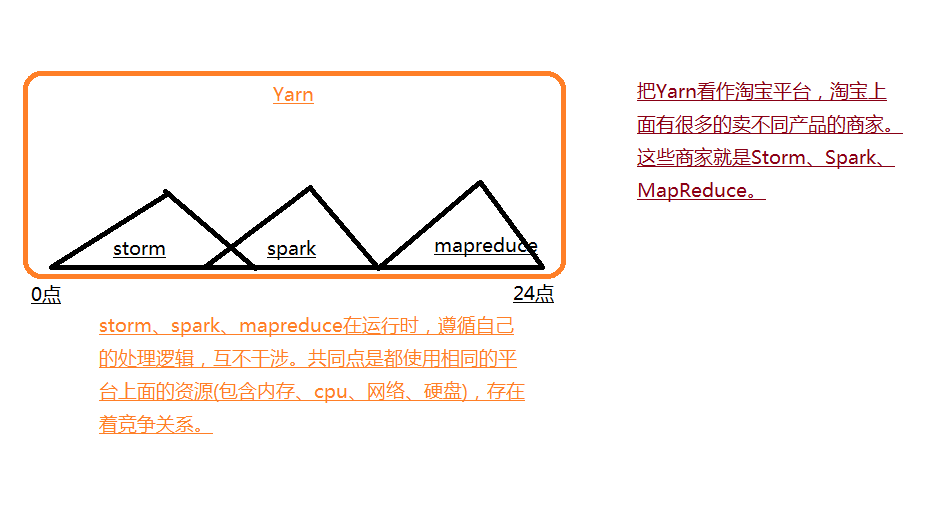 Yarn
storm
spark
mapreduce
0点
24点
storm、spark、mapreduce在运行时，遵循自己
的处理逻辑，互不干涉。共同点是都使用相同的平
台上面的资源(包含内存、cpu、网络、硬盘)，存在
着竞争关系。
把Yarn看作淘宝平台，淘宝上
面有很多的卖不同产品的商家。
这些商家就是Storm、Spark、
MapReduce。